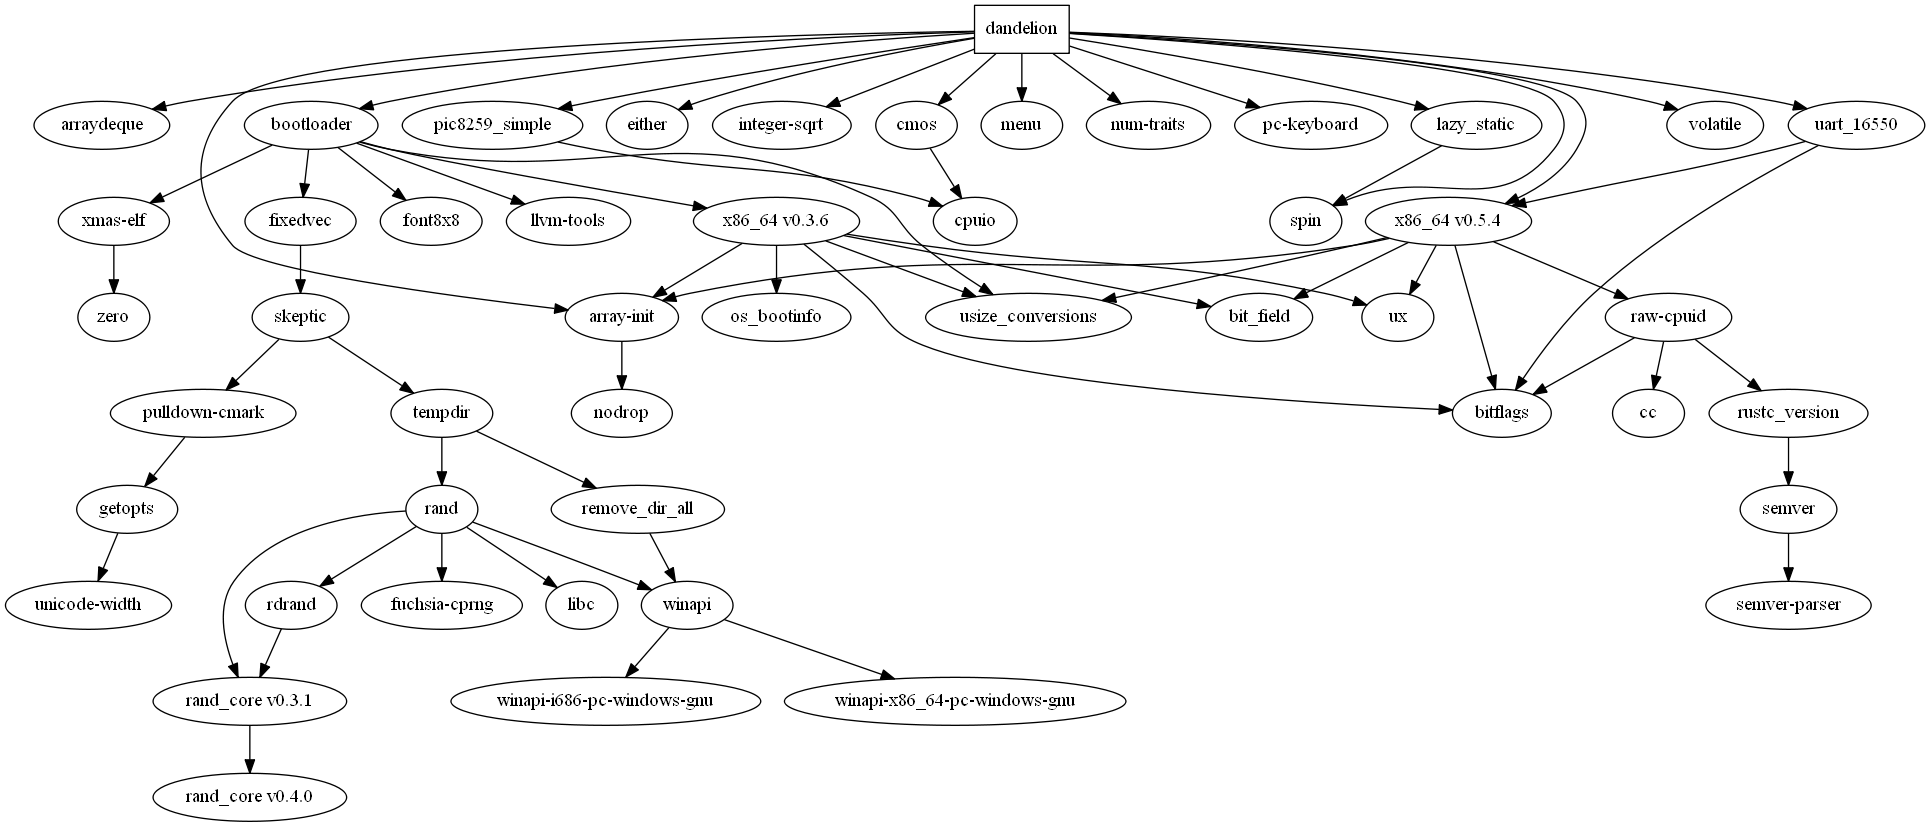 dandelion
arraydeque
bootloader
pic8259_simple
either
integer-sqrt
cmos
menu
num-traits
pc-keyboard
lazy_static
volatile
uart_16550
xmas-elf
fixedvec
font8x8
llvm-tools
x86_64 v0.3.6
cpuio
spin
x86_64 v0.5.4
zero
skeptic
array-init
os_bootinfo
usize_conversions
bit_field
ux
raw-cpuid
pulldown-cmark
tempdir
nodrop
bitflags
cc
rustc_version
getopts
rand
remove_dir_all
semver
unicode-width
rdrand
fuchsia-cprng
libc
winapi
semver-parser
rand_core v0.3.1
winapi-i686-pc-windows-gnu
winapi-x86_64-pc-windows-gnu
rand_core v0.4.0